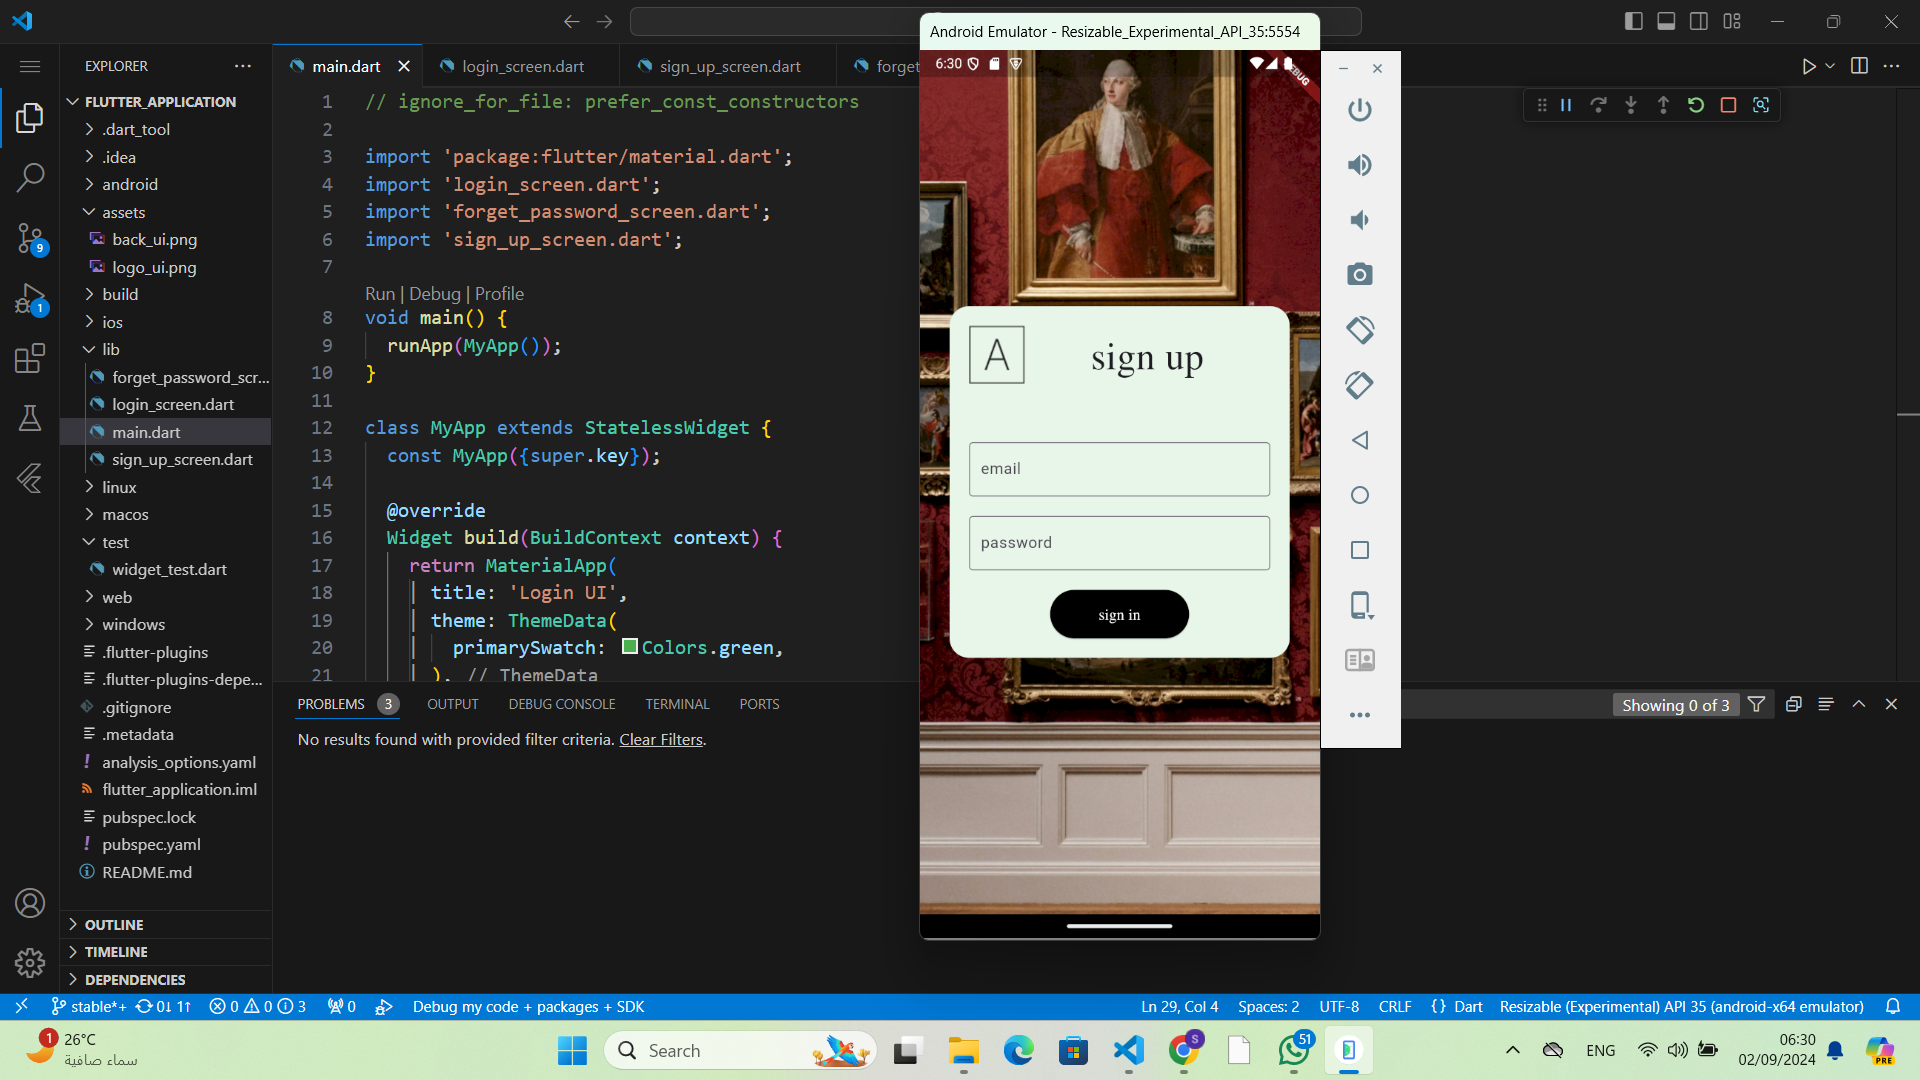 Android Emulator - Resizable_Experimental_API_35:5554
EXPLORER
main.dart
login_screen.dart
sign_up_screen.dart
forget
FLUTTER_APPLICATION
.dart_tool
.idea
android
assets
back_ui.png
logo_ui.png
build
ios
lib
forget_password_scr...
login_screen.dart
main.dart
sign_up_screen.dart
linux
macos
test
widget_test.dart
web
windows
.flutter-plugins
.flutter-plugins-depe...
.gitignore
.metadata
analysis_options.yaml
flutter_application.iml
pubspec.lock
pubspec.yaml
README.md
OUTLINE
TIMELINE
DEPENDENCIES
9
1
1 // ignore_for_file: prefer_const_constructors
2
3 import 'package:flutter/material.dart';
4 import 'login_screen.dart';
5 import 'forget_password_screen.dart';
6 import 'sign_up_screen.dart';
7
Run | Debug | Profile
8 void main() {
9 runApp(MyApp());
10 }
11
12 class MyApp extends StatelessWidget {
13 const MyApp({super.key});
14
15 @override
16 Widget build(BuildContext context) {
17 return MaterialApp(
18 title: 'Login UI',
19 theme: ThemeData(
20 primarySwatch: Colors.green,
21 ), // ThemeData
6:30
DEBUG
A
sign up
email
password
sign in
PROBLEMS 3 OUTPUT DEBUG CONSOLE TERMINAL PORTS
Showing 0 of 3
No results found with provided filter criteria. Clear Filters.
stable*+ 0↓ 1↑ 0 0 3 0 Debug my code + packages + SDK
Ln 29, Col 4 Spaces: 2 UTF-8 CRLF {} Dart Resizable (Experimental) API 35 (android-x64 emulator)
1
26°C
سماء صافية
Search
S
51
ENG
06:30
02/09/2024
PRE